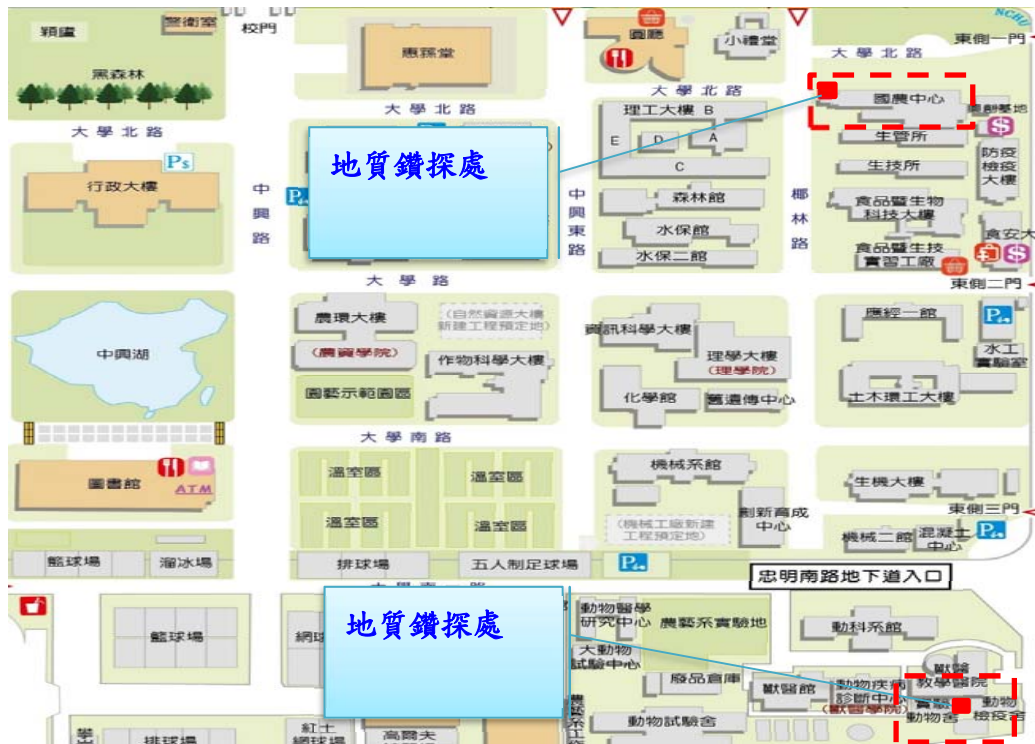 警衛室
校門
穎廬
黑森林
惠蓀堂
圓廳
小禮堂
NCHU
東側一門
大學北路
大學北路
大學北路
大學北路
國農中心
理工大樓 B
E
D
A
C
生管所
生技所
防疫
檢疫
大樓
地質鑽探處
行政大樓
中興路
中興東路
椰林路
森林館
水保館
水保二館
食品暨生物
科技大樓
食品暨生技
實習工廠
食安大
東側二門
大學路
農環大樓
(農資學院)
(自然資源大樓
新建工程預定地)
作物科學大樓
資訊科學大樓
理學大樓
(理學院)
應經一館
水工
實驗室
中興湖
園藝示範園區
化學館
舊遺傳中心
土木環工大樓
大學南路
圖書館
ATM
溫室區
溫室區
溫室區
溫室區
機械系館
(機械工廠新建
工程預定地)
創新育成
中心
生機大樓
東側三門
機械二館
混凝土
中心
籃球場
溜冰場
排球場
五人制足球場
忠明南路地下道入口
地質鑽探處
籃球場
動物醫學
研究中心
農藝系實驗地
動科系館
大動物
試驗中心
廢品倉庫
獸醫館
動物疾病
診斷中心
(獸醫學院)
獸醫
教學醫院
實驗
動物舍
動物
檢疫舍
動物試驗舍
排球場
紅土
網球場
高爾夫